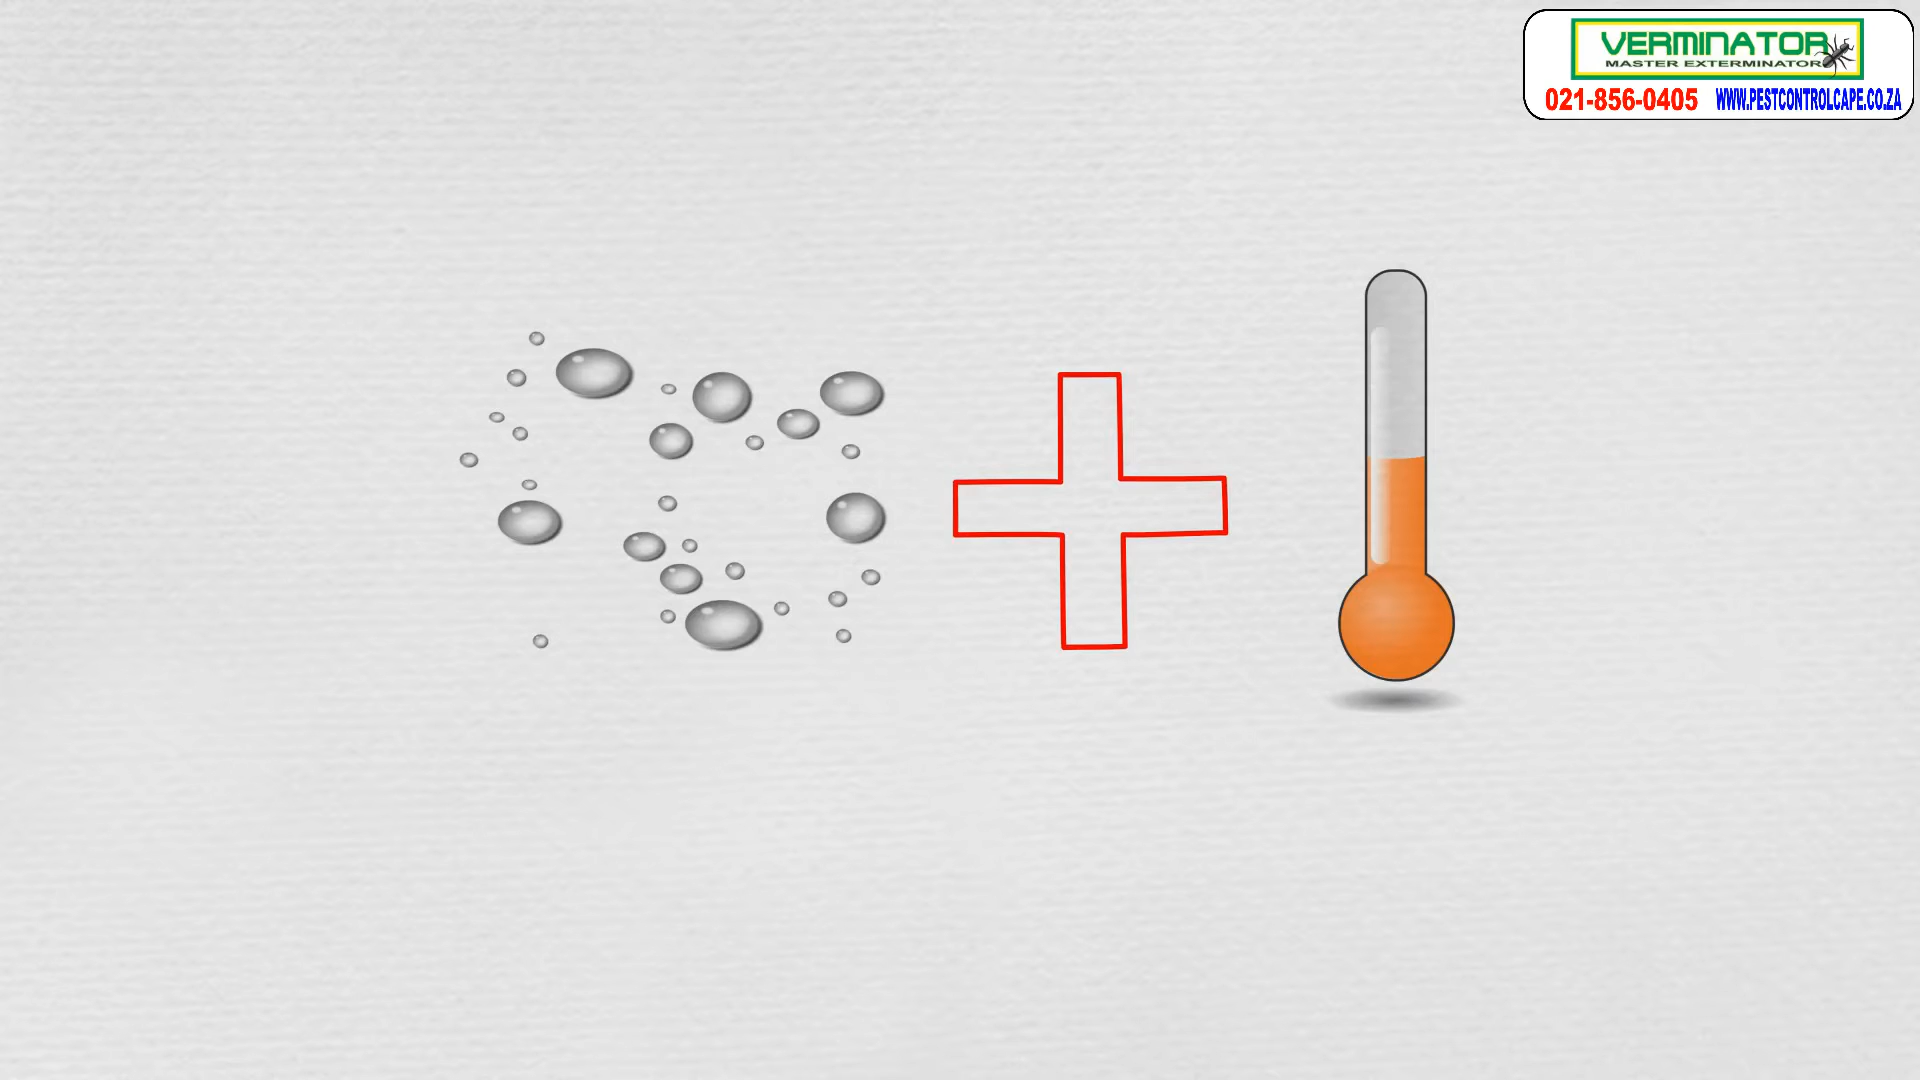 VERMINATOR
MASTER EXTERMINATOR
021-856-0405 WWW.PESTCONTROLCAPE.CO.ZA